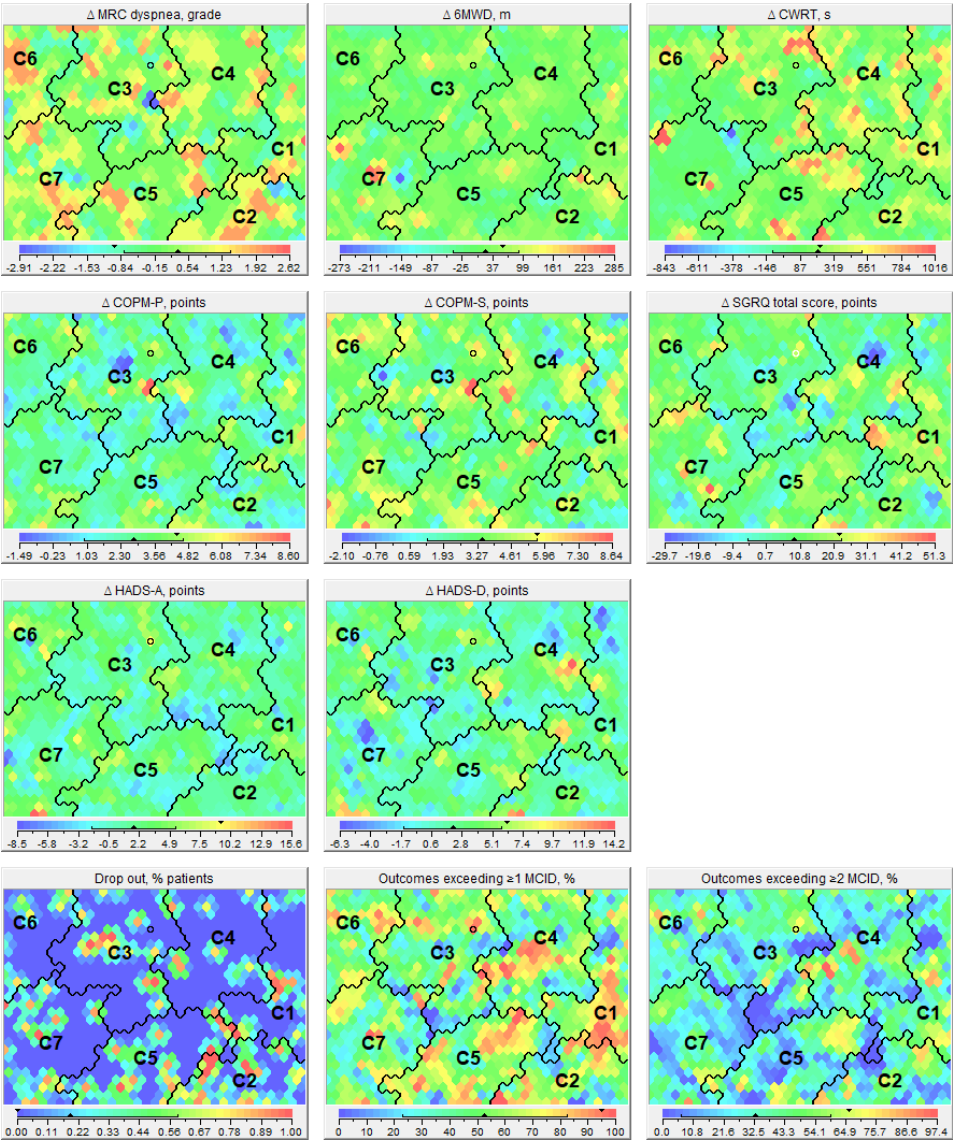 Δ MRC dyspnea, grade
C6 C4
C3
C1
C7 C5
C2
-2.91 -2.22 -1.53 -0.84 -0.15 0.54 1.23 1.92 2.62
Δ 6MWD, m
C6 C4
C3
C1
C7 C5
C2
-273 -211 -149 -87 -25 37 99 161 223 285
Δ CWRT, s
C6 C4
C3
C1
C7 C5
C2
-843 -611 -378 -146 87 319 551 784 1016
Δ COPM-P, points
C6 C4
C3
C1
C7 C5
C2
-1.49 -0.23 1.03 2.30 3.56 4.82 6.08 7.34 8.60
Δ COPM-S, points
C6 C4
C3
C1
C7 C5
C2
-2.10 -0.76 0.59 1.93 3.27 4.61 5.96 7.30 8.64
Δ SGRQ total score, points
C6 C4
C3
C1
C7 C5
C2
-29.7 -19.6 -9.4 0.7 10.8 20.9 31.1 41.2 51.3
Δ HADS-A, points
C6 C4
C3
C1
C7 C5
C2
-8.5 -5.8 -3.2 -0.5 2.2 4.9 7.5 10.2 12.9 15.6
Δ HADS-D, points
C6 C4
C3
C1
C7 C5
C2
-6.3 -4.0 -1.7 0.6 2.8 5.1 7.4 9.7 11.9 14.2
Drop out, % patients
C6 C4
C3
C1
C7 C5
C2
0.00 0.11 0.22 0.33 0.44 0.56 0.67 0.78 0.89 1.00
Outcomes exceeding ≥1 MCID, %
C6 C4
C3
C1
C7 C5
C2
0 10 20 30 40 50 60 70 80 90 100
Outcomes exceeding ≥2 MCID, %
C6 C4
C3
C1
C7 C5
C2
0.0 10.8 21.6 32.5 43.3 54.1 64.9 75.7 86.6 97.4